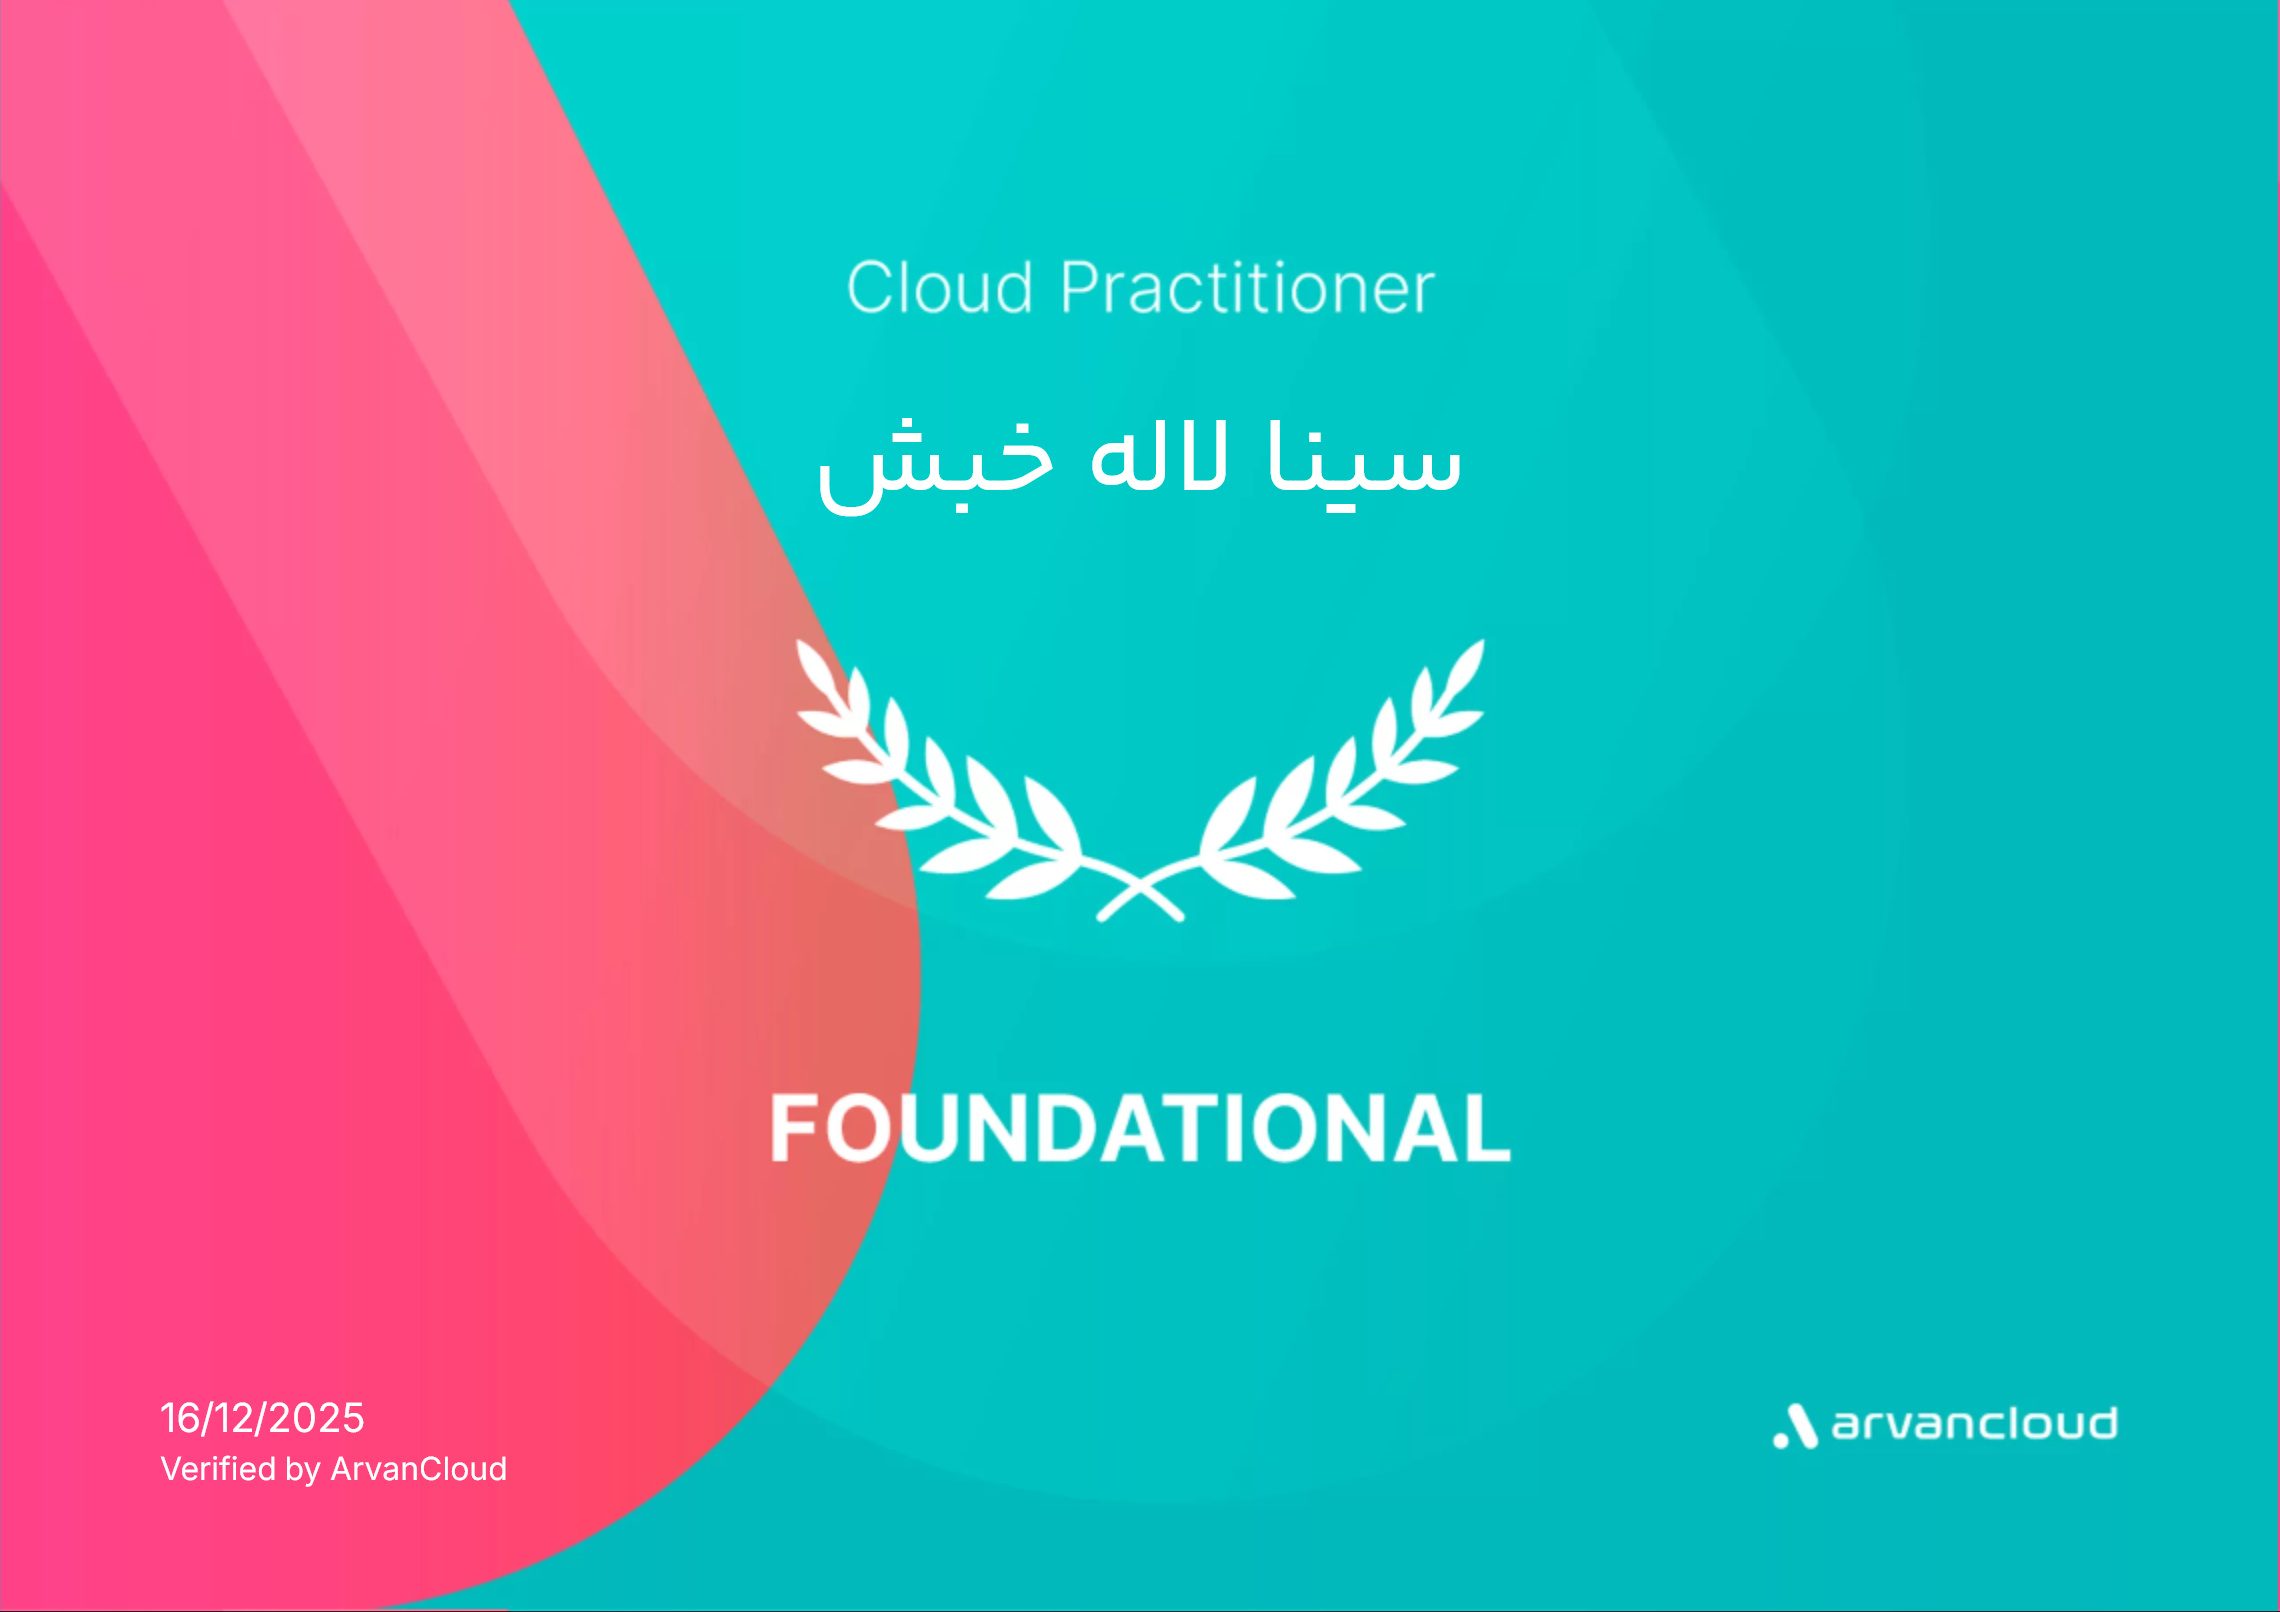 Cloud Practitioner
سینا لاله خبش
FOUNDATIONAL
16/12/2025
Verified by ArvanCloud
arvancloud